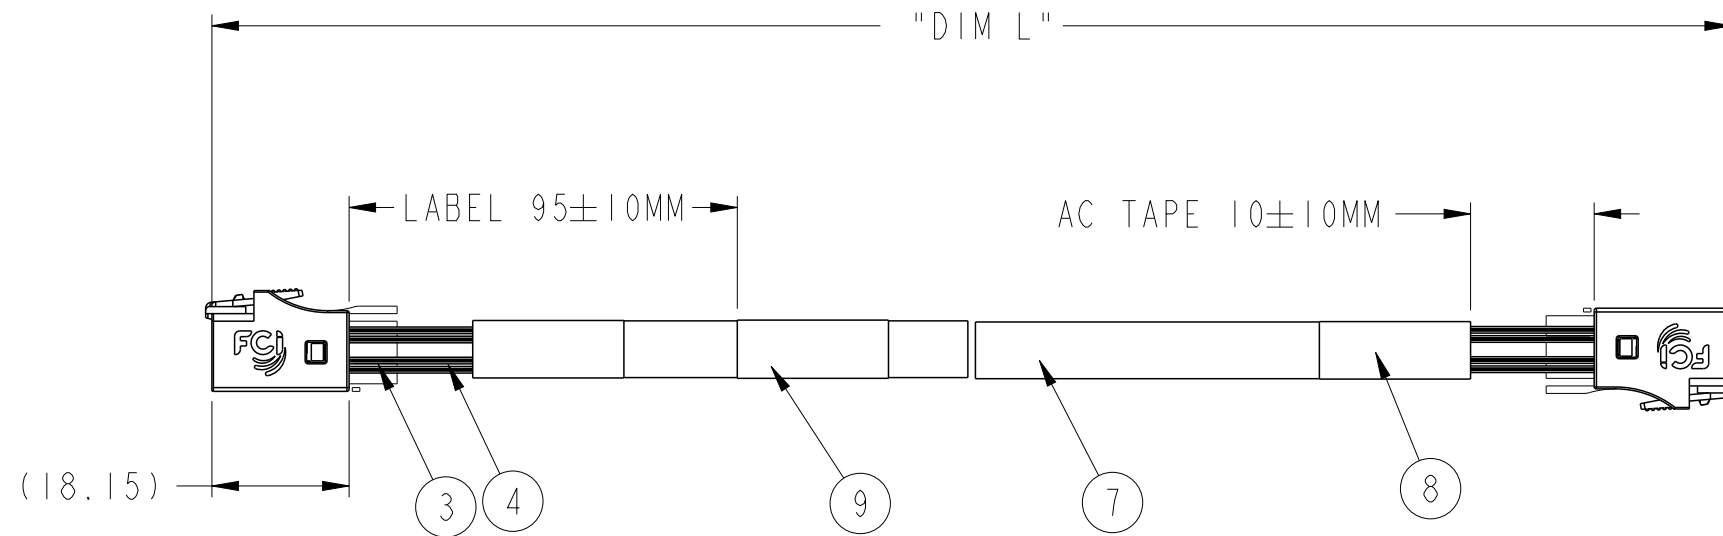 "DIM L"
LABEL 95±10MM
AC TAPE 10±10MM
FCi
FCi
(18.15)
3
4
9
7
8